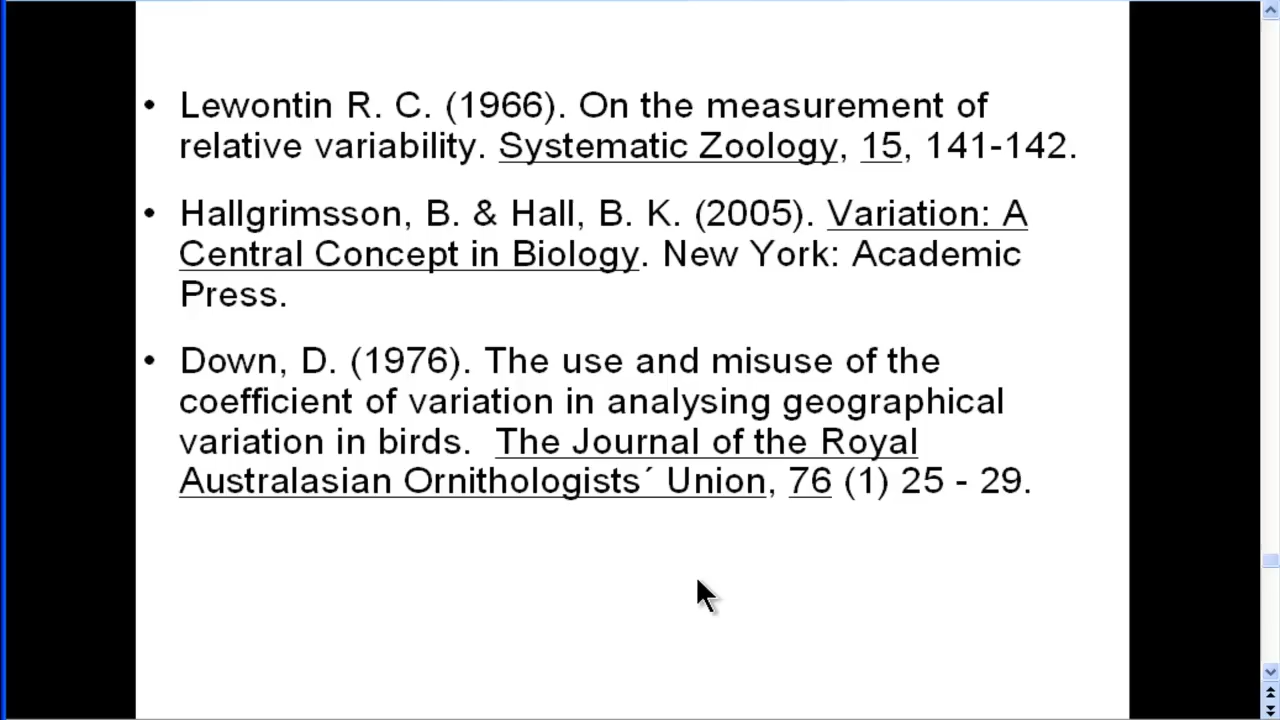 • Lewontin R. C. (1966). On the measurement of
relative variability. Systematic Zoology, 15, 141-142.
• Hallgrimsson, B. & Hall, B. K. (2005). Variation: A
Central Concept in Biology. New York: Academic
Press.
• Down, D. (1976). The use and misuse of the
coefficient of variation in analysing geographical
variation in birds. The Journal of the Royal
Australasian Ornithologists´ Union, 76 (1) 25 - 29.